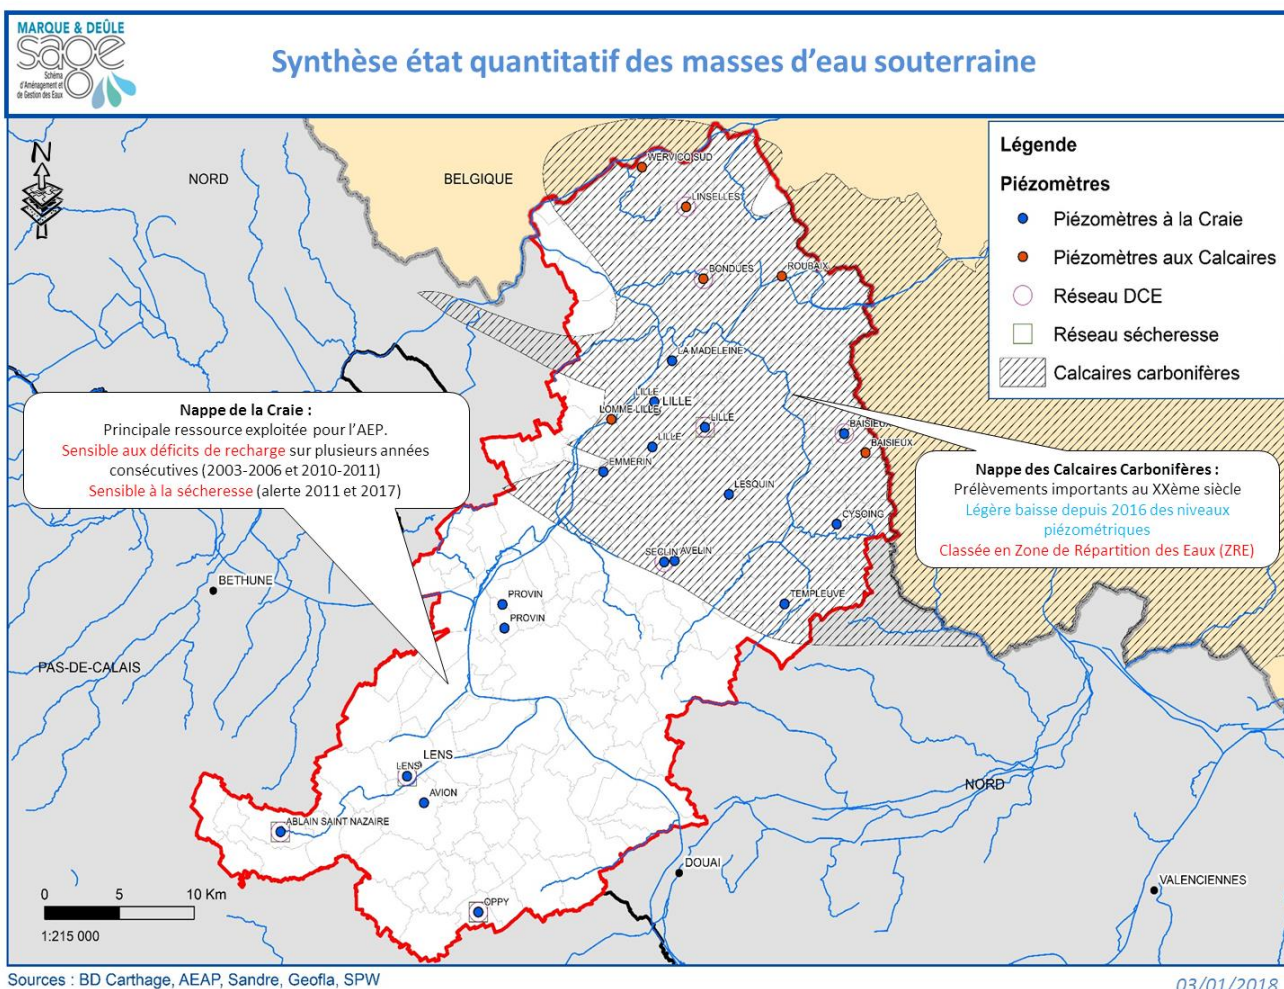 MARQUE & DEÛLE
sage
Schéma
d'Aménagement et
de Gestion des Eaux
Synthèse état quantitatif des masses d'eau souterraine
N
NORD
BELGIQUE
WERVICQ SUD
LINSELLES
BONDUES
ROUBAIX
LA MADELEINE
LILLE
LILLE
LOMME-LILLE
LILLE
LILLE
BAISIEUX
BAISIEUX
EMMERIN
LESQUIN
CYSOING
SECLIN
AVELIN
TEMPLEUVE
PROVIN
PROVIN
BETHUNE
PAS-DE-CALAIS
LENS
LENS
AVION
ABLAIN SAINT NAZAIRE
OPPY
DOUAI
NORD
VALENCIENNES
Légende
Piézomètres
Piézomètres à la Craie
Piézomètres aux Calcaires
Réseau DCE
Réseau sécheresse
Calcaires carbonifères
Nappe de la Craie :
Principale ressource exploitée pour l'AEP.
Sensible aux déficits de recharge sur plusieurs années
consécutives (2003-2006 et 2010-2011)
Sensible à la sécheresse (alerte 2011 et 2017)
Nappe des Calcaires Carbonifères :
Prélèvements importants au XXème siècle
Légère baisse depuis 2016 des niveaux
piézométriques
Classée en Zone de Répartition des Eaux (ZRE)
0 5 10 Km
1:215 000
Sources : BD Carthage, AEAP, Sandre, Geofla, SPW
03/01/2018